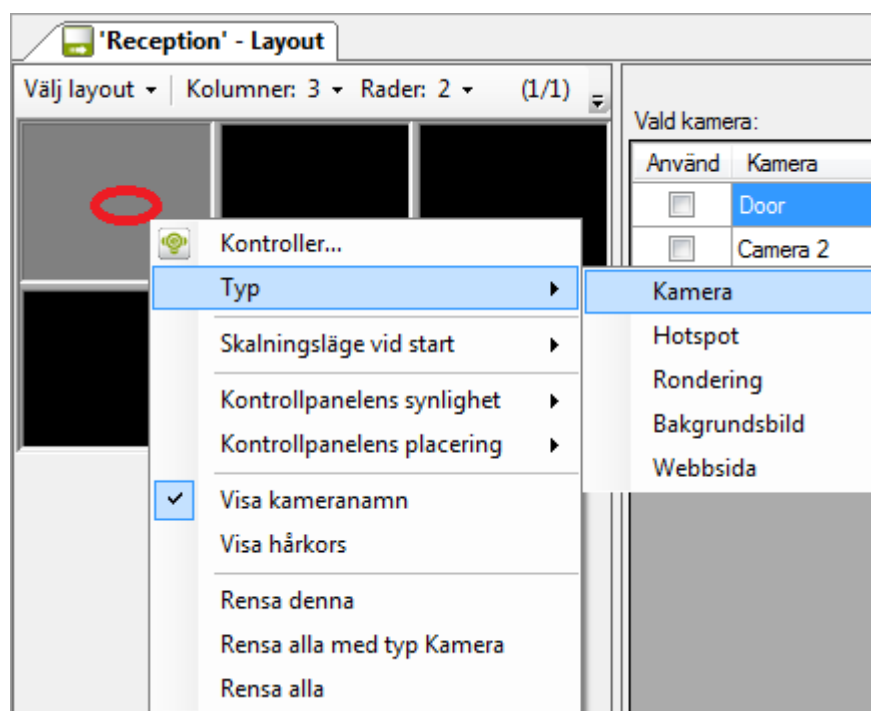 'Reception' - Layout
Välj layout Kolumner: 3 Rader: 2 (1/1)
Vald kamera:
Använd Kamera
Door
Camera 2
Kontroller...
Typ
Skalningsläge vid start
Kontrollpanelens synlighet
Kontrollpanelens placering
Visa kameranamn
Visa hårkors
Rensa denna
Rensa alla med typ Kamera
Rensa alla
Kamera
Hotspot
Rondering
Bakgrundsbild
Webbsida